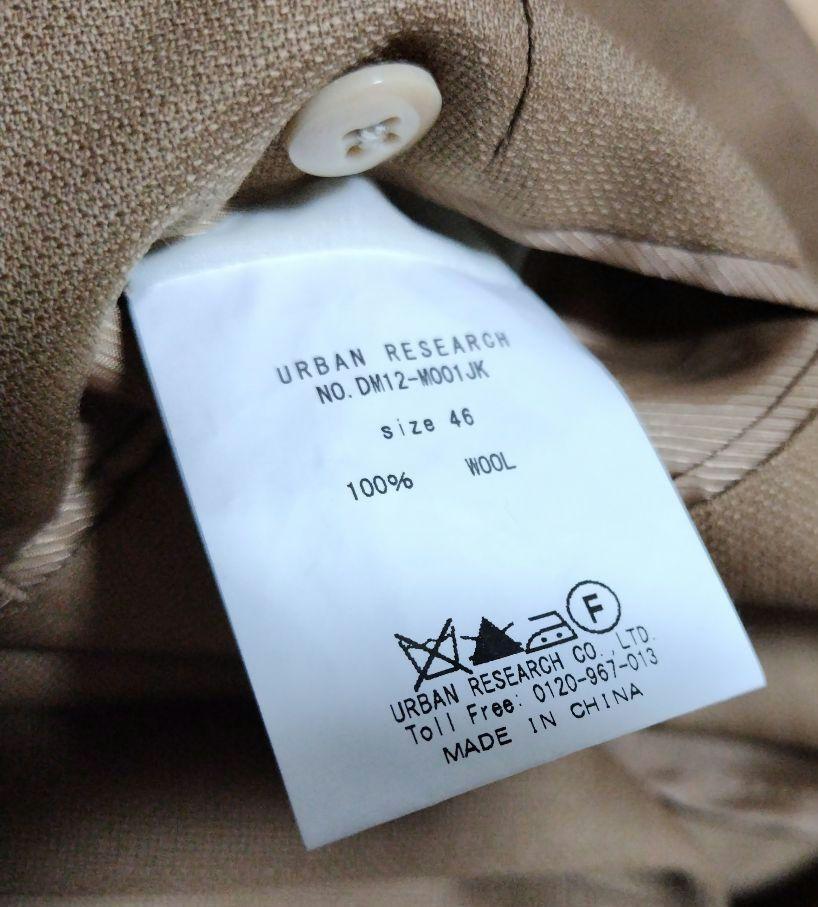 URBAN RESEARCH
NO.DM12-M001JK
size 46
100% WOOL
F
URBAN RESEARCH CO.,LTD.
Toll Free: 0120-967-013
MADE IN CHINA